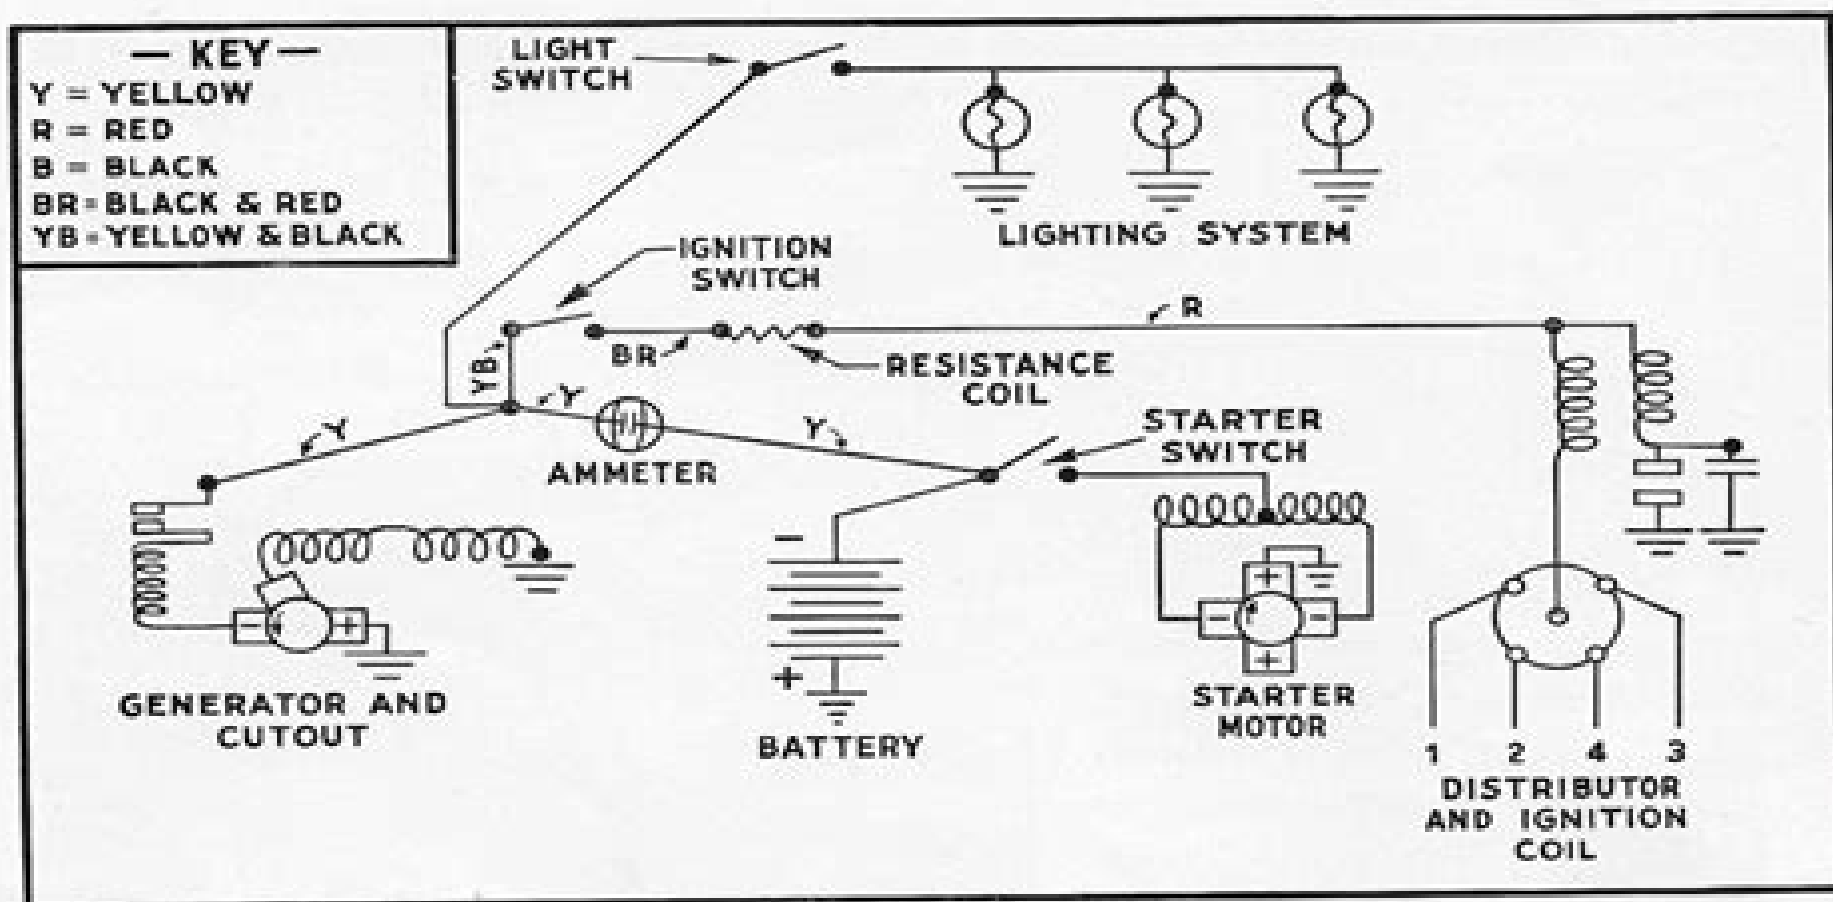 — KEY —
Y = YELLOW
R = RED
B = BLACK
BR = BLACK & RED
YB = YELLOW & BLACK
LIGHT
SWITCH
LIGHTING SYSTEM
IGNITION
SWITCH
R
BR
YB
RESISTANCE
COIL
Y
Y
Y
AMMETER
STARTER
SWITCH
−
+
− +
GENERATOR AND
CUTOUT
BATTERY
+
− −
+
STARTER
MOTOR
1 2 4 3
DISTRIBUTOR
AND IGNITION
COIL